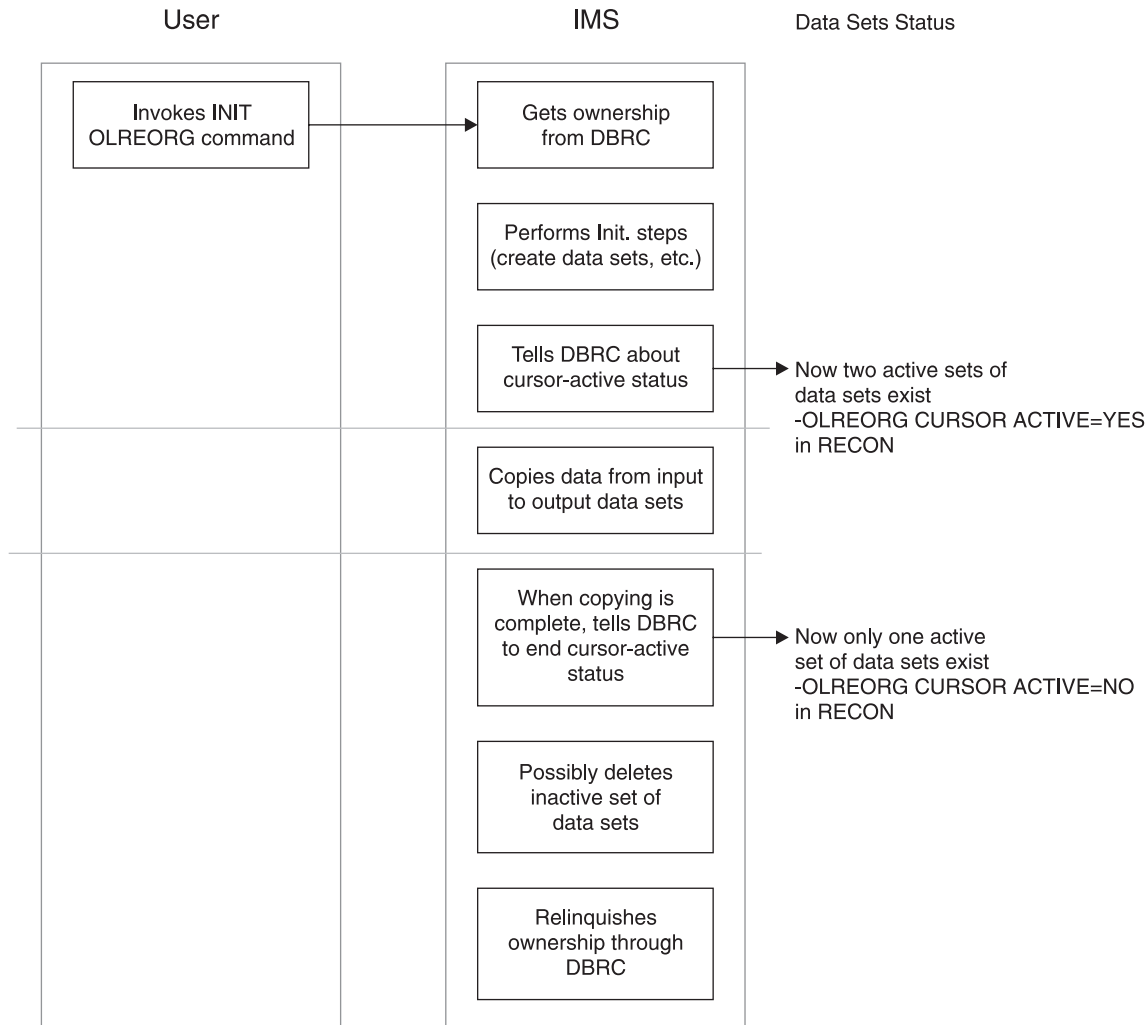 User
IMS
Data Sets Status
Invokes INIT
OLREORG command
Gets ownership
from DBRC
Performs Init. steps
(create data sets, etc.)
Tells DBRC about
cursor-active status
Now two active sets of
data sets exist
-OLREORG CURSOR ACTIVE=YES
in RECON
Copies data from input
to output data sets
When copying is
complete, tells DBRC
to end cursor-active
status
Now only one active
set of data sets exist
-OLREORG CURSOR ACTIVE=NO
in RECON
Possibly deletes
inactive set of
data sets
Relinquishes
ownership through
DBRC